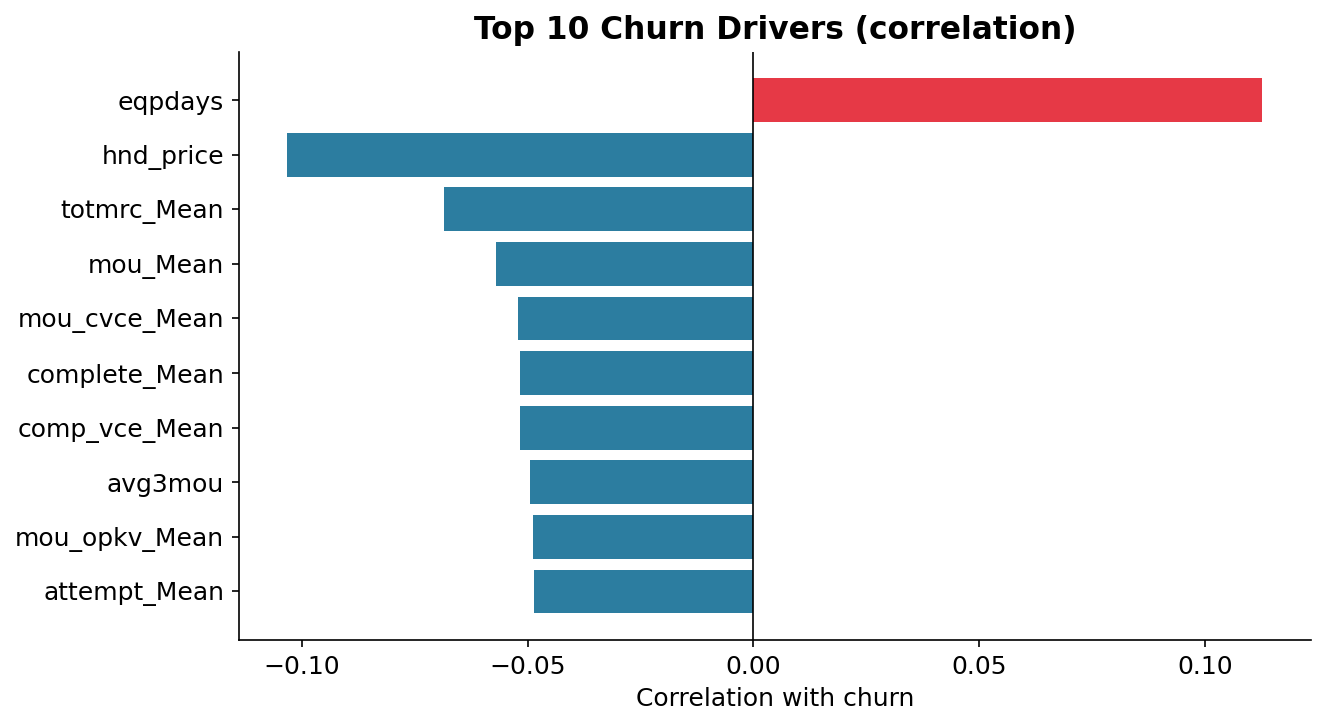 Top 10 Churn Drivers (correlation)
eqpdays
hnd_price
totmrc_Mean
mou_Mean
mou_cvce_Mean
complete_Mean
comp_vce_Mean
avg3mou
mou_opkv_Mean
attempt_Mean
−0.10 −0.05 0.00 0.05 0.10
Correlation with churn